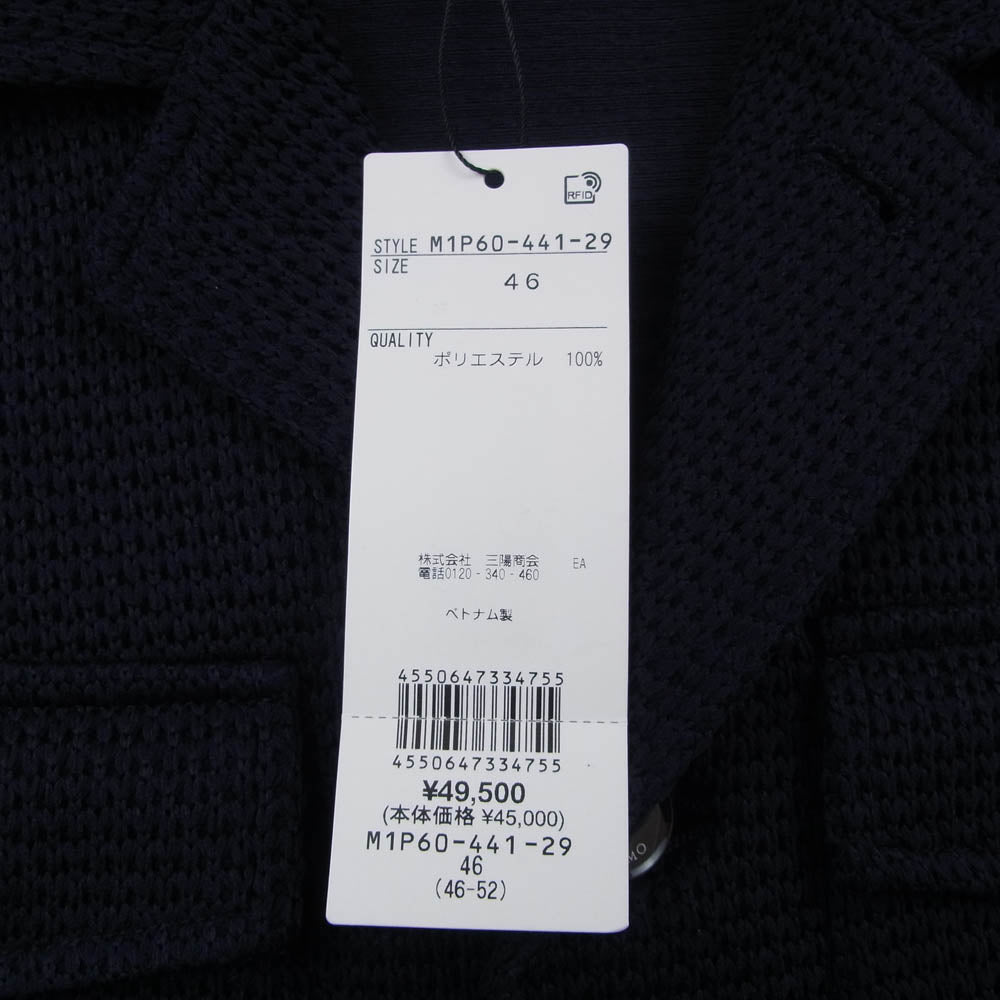 RFID
STYLE M1P60-441-29
SIZE
46
QUALITY
ポリエステル 100%
株式会社 三陽商会 EA
電話0120-340-460
ベトナム製
4550647334755
4550647334755
¥49,500
(本体価格 ¥45,000)
M1P60-441-29
46
(46-52)